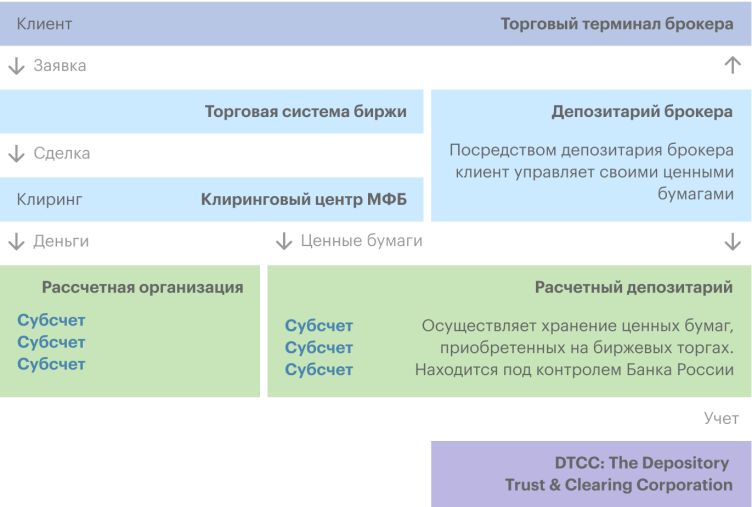 Клиент
Торговый терминал брокера
Заявка
Торговая система биржи
Депозитарий брокера
Посредством депозитария брокера
клиент управляет своими ценными
бумагами
Сделка
Клиринг
Клиринговый центр МФБ
Деньги
Ценные бумаги
Рассчетная организация
Субсчет
Субсчет
Субсчет
Расчетный депозитарий
Субсчет
Субсчет
Субсчет
Осуществляет хранение ценных бумаг,
приобретенных на биржевых торгах.
Находится под контролем Банка России
Учет
DTCC: The Depository
Trust & Clearing Corporation